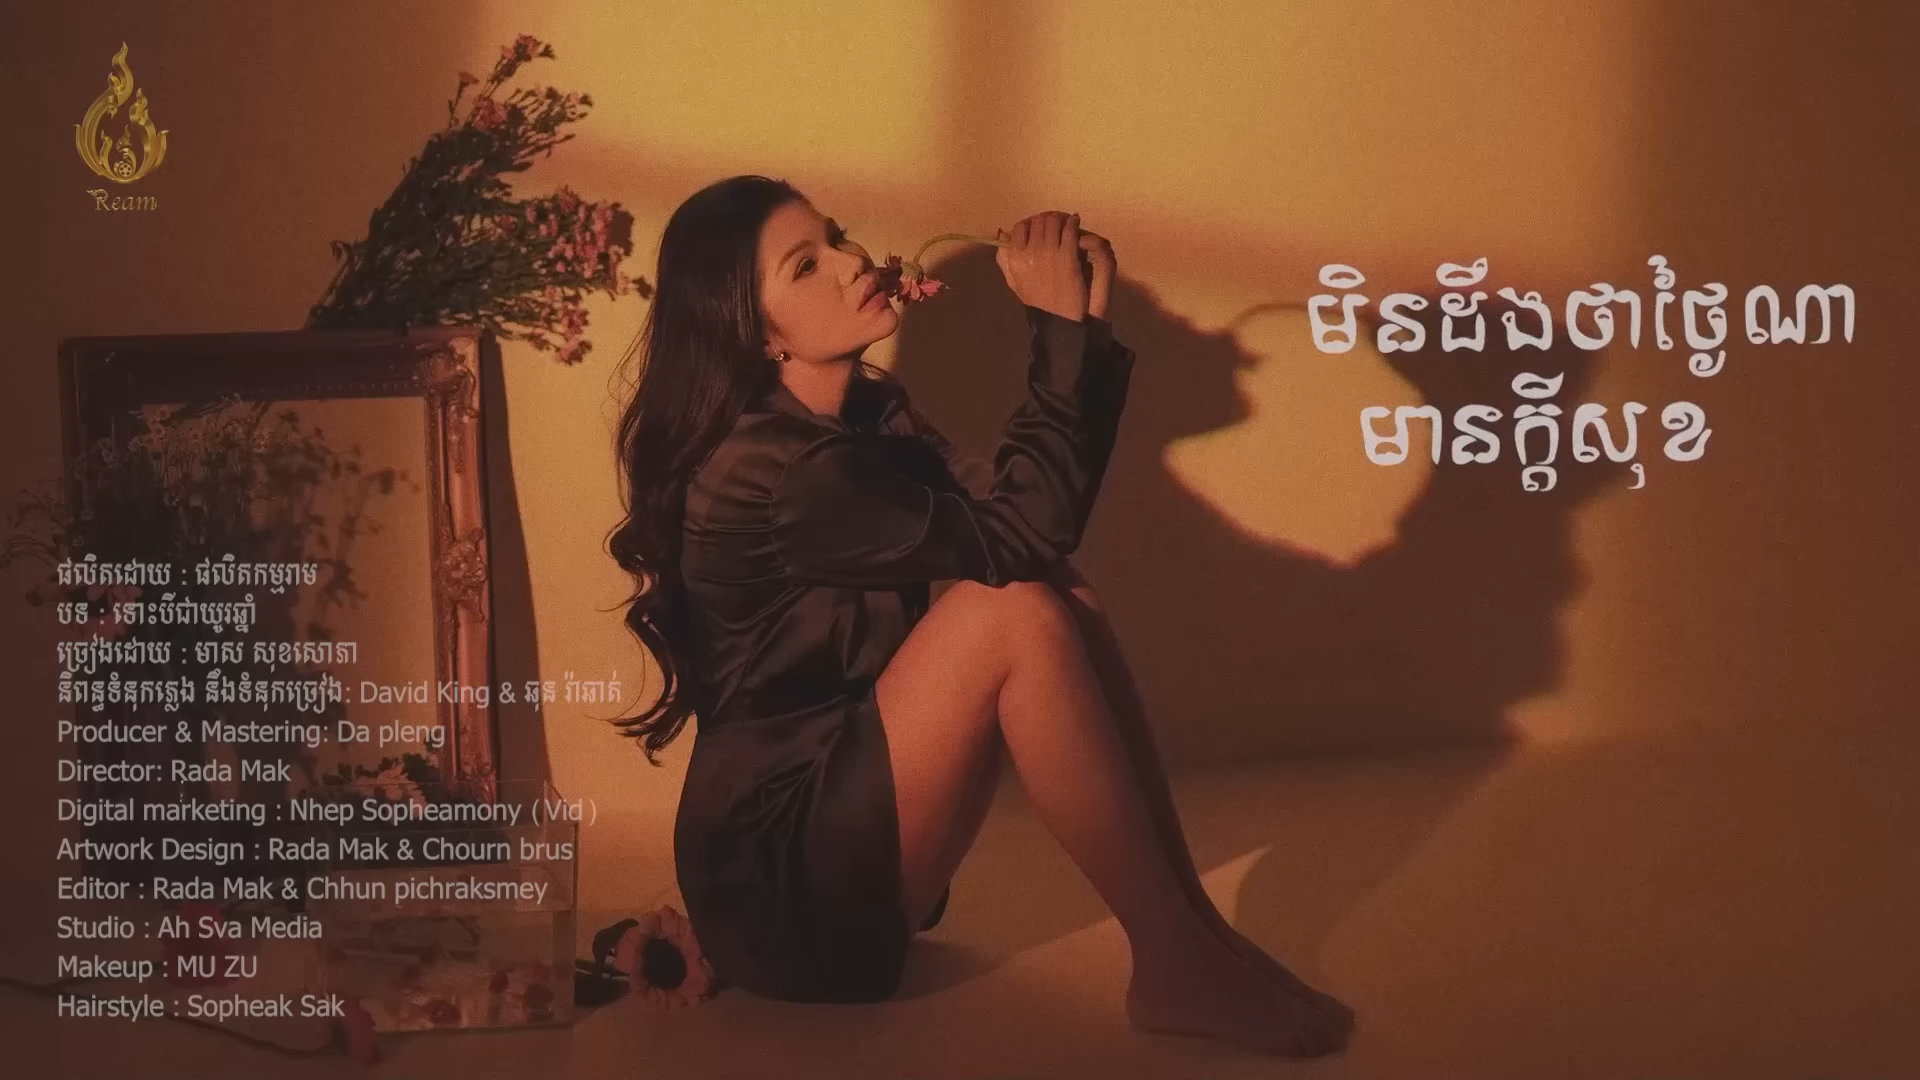 Ream
មិនដឹងថាថ្ងៃណា
មានក្ដីសុខ
ផលិតដោយ : ផលិតកម្មរាម
បទ : ទោះបីជាយូរឆ្នាំ
ច្រៀងដោយ : មាស សុខសោភា
និពន្ធទំនុកភ្លេង នឹងទំនុកច្រៀង: David King & ឆុន រ៉ាឆាត់
Producer & Mastering: Da pleng
Director: Rada Mak
Digital marketing : Nhep Sopheamony ( Vid )
Artwork Design : Rada Mak & Chourn brus
Editor : Rada Mak & Chhun pichraksmey
Studio : Ah Sva Media
Makeup : MU ZU
Hairstyle : Sopheak Sak